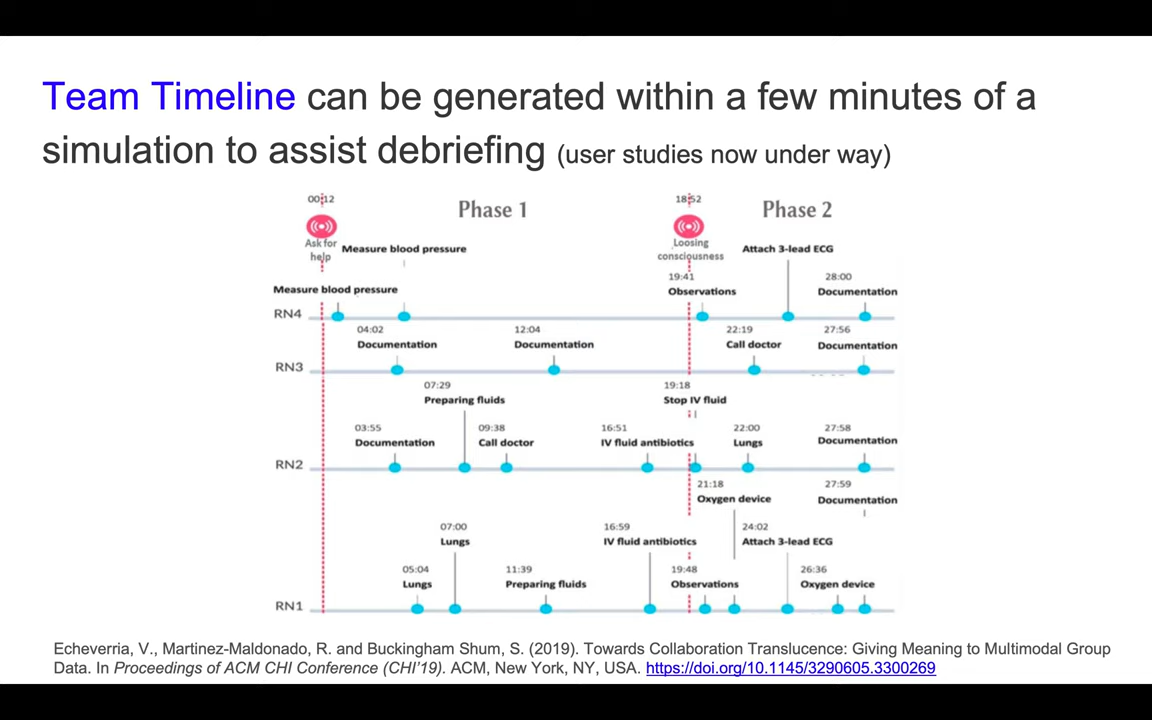 Team Timeline can be generated within a few minutes of a
simulation to assist debriefing (user studies now under way)
00:12
Phase 1
18:52
Phase 2
Ask for
help
Measure blood pressure
Loosing
consciousness
Attach 3-lead ECG
19:41
28:00
Measure blood pressure
Observations
Documentation
RN4
04:02
12:04
22:19
27:56
Documentation
Documentation
Call doctor
Documentation
RN3
07:29
19:18
Preparing fluids
Stop IV fluid
03:55
09:38
16:51
22:00
27:58
Documentation
Call doctor
IV fluid antibiotics
Lungs
Documentation
RN2
21:18
27:59
Oxygen device
Documentation
07:00
16:59
24:02
Lungs
IV fluid antibiotics
Attach 3-lead ECG
05:04
11:39
19:48
26:36
Lungs
Preparing fluids
Observations
Oxygen device
RN1
Echeverria, V., Martinez-Maldonado, R. and Buckingham Shum, S. (2019). Towards Collaboration Translucence: Giving Meaning to Multimodal Group
Data. In Proceedings of ACM CHI Conference (CHI'19). ACM, New York, NY, USA. https://doi.org/10.1145/3290605.3300269